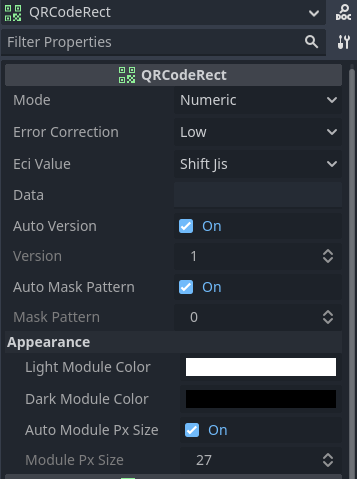 QRCodeRect
DOC
Filter Properties
QRCodeRect
Mode Numeric
Error Correction Low
Eci Value Shift Jis
Data
Auto Version On
Version 1
Auto Mask Pattern On
Mask Pattern 0
Appearance
Light Module Color
Dark Module Color
Auto Module Px Size On
Module Px Size 27